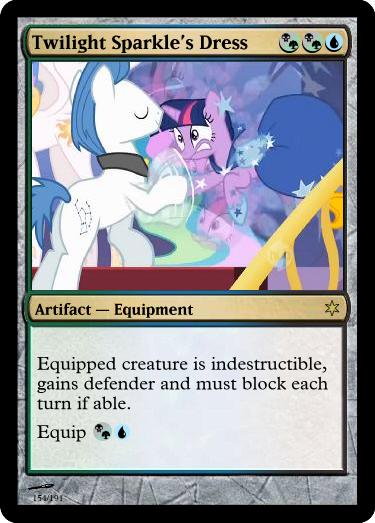 Twilight Sparkle's Dress
Artifact — Equipment
Equipped creature is indestructible,
gains defender and must block each
turn if able.
Equip
154/191